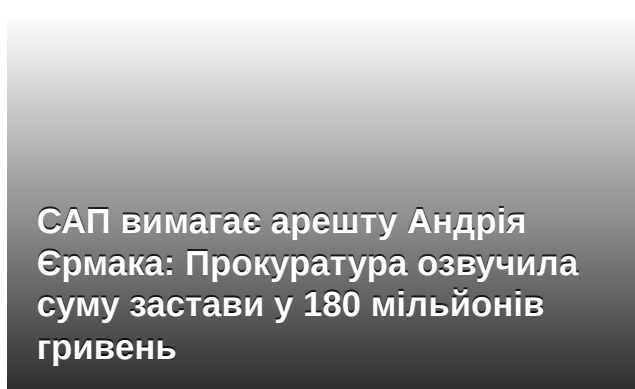 САП вимагає арешту Андрія
Єрмака: Прокуратура озвучила
суму застави у 180 мільйонів
гривень